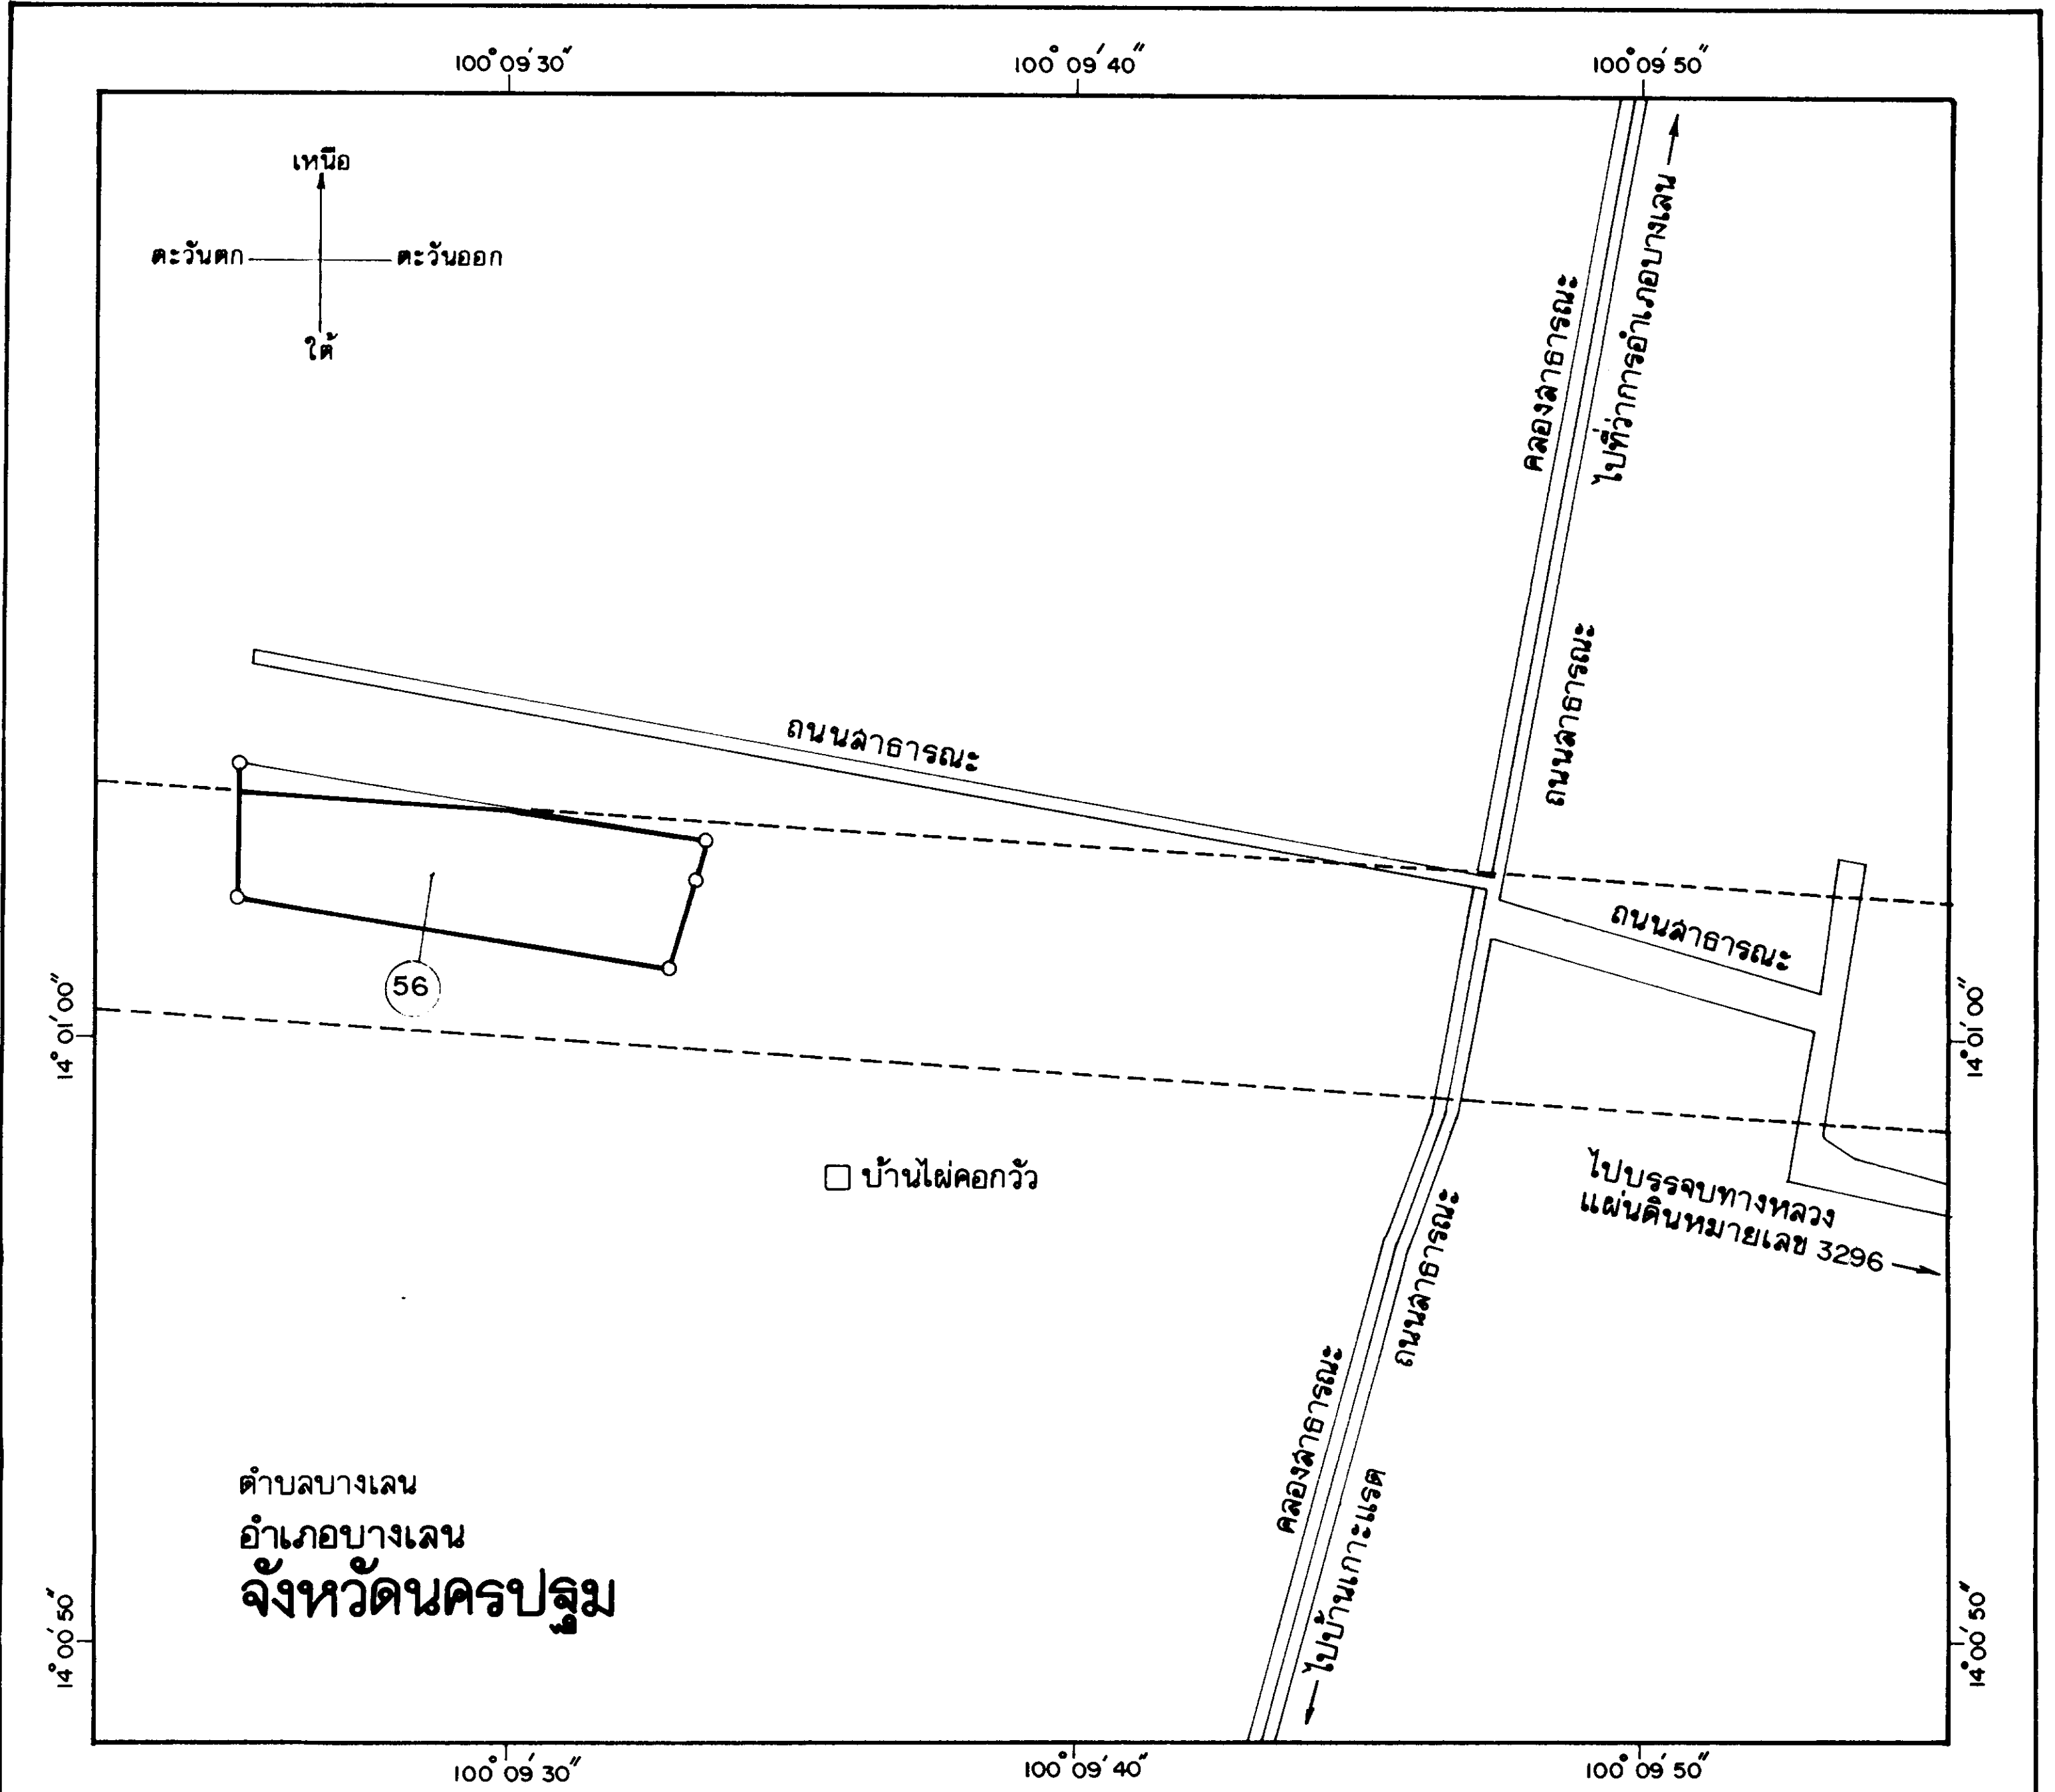 100° 09' 30"
100° 09' 40"
100° 09' 50"
เหนือ
ตะวันตก
ตะวันออก
ใต้
คลองสาธารณะ
ไปที่ว่าการอำเภอบางเลน
ถนนสาธารณะ
ถนนสาธารณะ
ถนนสาธารณะ
56
14° 01' 00"
14° 01' 00"
บ้านไผ่คอกวัว
ไปบรรจบทางหลวง
แผ่นดินหมายเลข 3296
ถนนสาธารณะ
คลองสาธารณะ
ไปบ้านเกาะแรต
ตำบลบางเลน
อำเภอบางเลน
จังหวัดนครปฐม
14° 00' 50"
14° 00' 50"
100° 09' 30"
100° 09' 40"
100° 09' 50"